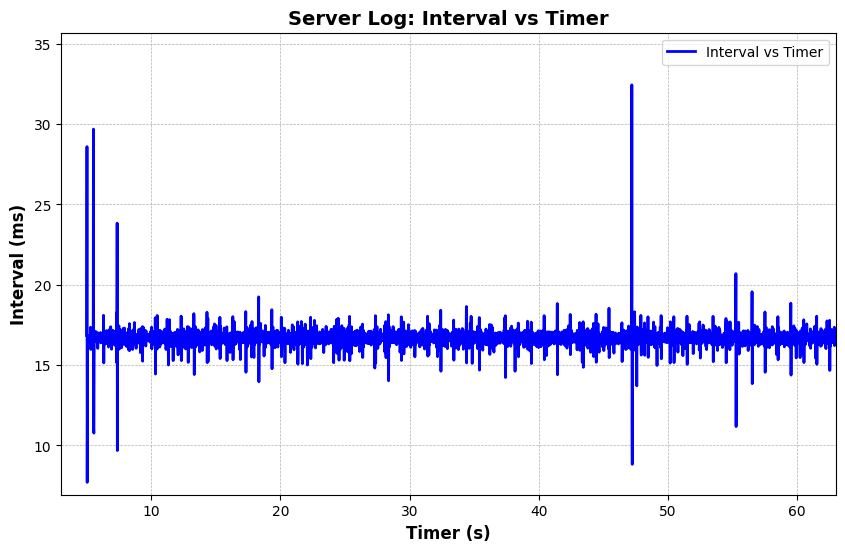 Server Log: Interval vs Timer
Interval vs Timer
35
30
25
20
15
10
Interval (ms)
10 20 30 40 50 60
Timer (s)